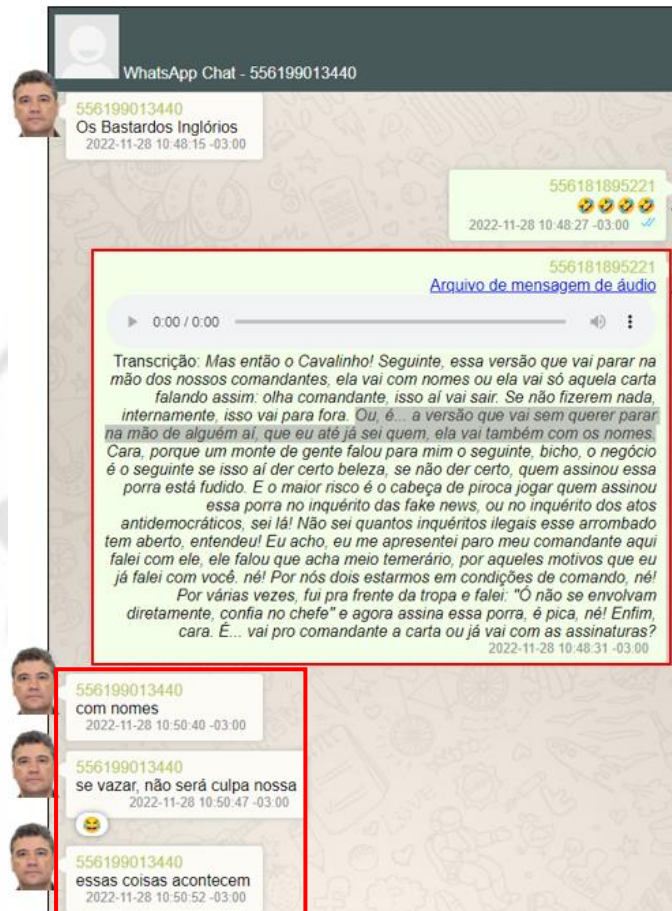 WhatsApp Chat - 556199013440
556199013440
Os Bastardos Inglórios
2022-11-28 10:48:15 -03:00
556181895221
🤣🤣🤣🤣
2022-11-28 10:48:27 -03:00
556181895221
Arquivo de mensagem de áudio
0:00 / 0:00
Transcrição: Mas então o Cavalinho! Seguinte, essa versão que vai parar na
mão dos nossos comandantes, ela vai com nomes ou ela vai só aquela carta
falando assim: olha comandante, isso aí vai sair. Se não fizerem nada,
internamente, isso vai para fora. Ou, é... a versão que vai sem querer parar
na mão de alguém aí, que eu até já sei quem, ela vai também com os nomes.
Cara, porque um monte de gente falou para mim o seguinte, bicho, o negócio
é o seguinte se isso aí der certo beleza, se não der certo, quem assinou essa
porra está fudido. E o maior risco é o cabeça de piroca jogar quem assinou
essa porra no inquérito das fake news, ou no inquérito dos atos
antidemocráticos, sei lá! Não sei quantos inquéritos ilegais esse arrombado
tem aberto, entendeu! Eu acho, eu me apresentei paro meu comandante aqui
falei com ele, ele falou que acha meio temerário, por aqueles motivos que eu
já falei com você. né! Por nós dois estarmos em condições de comando, né!
Por várias vezes, fui pra frente da tropa e falei: "Ó não se envolvam
diretamente, confia no chefe" e agora assina essa porra, é pica, né! Enfim,
cara. É... vai pro comandante a carta ou já vai com as assinaturas?
2022-11-28 10:48:31 -03:00
556199013440
com nomes
2022-11-28 10:50:40 -03:00
556199013440
se vazar, não será culpa nossa
2022-11-28 10:50:47 -03:00
😂
556199013440
essas coisas acontecem
2022-11-28 10:50:52 -03:00